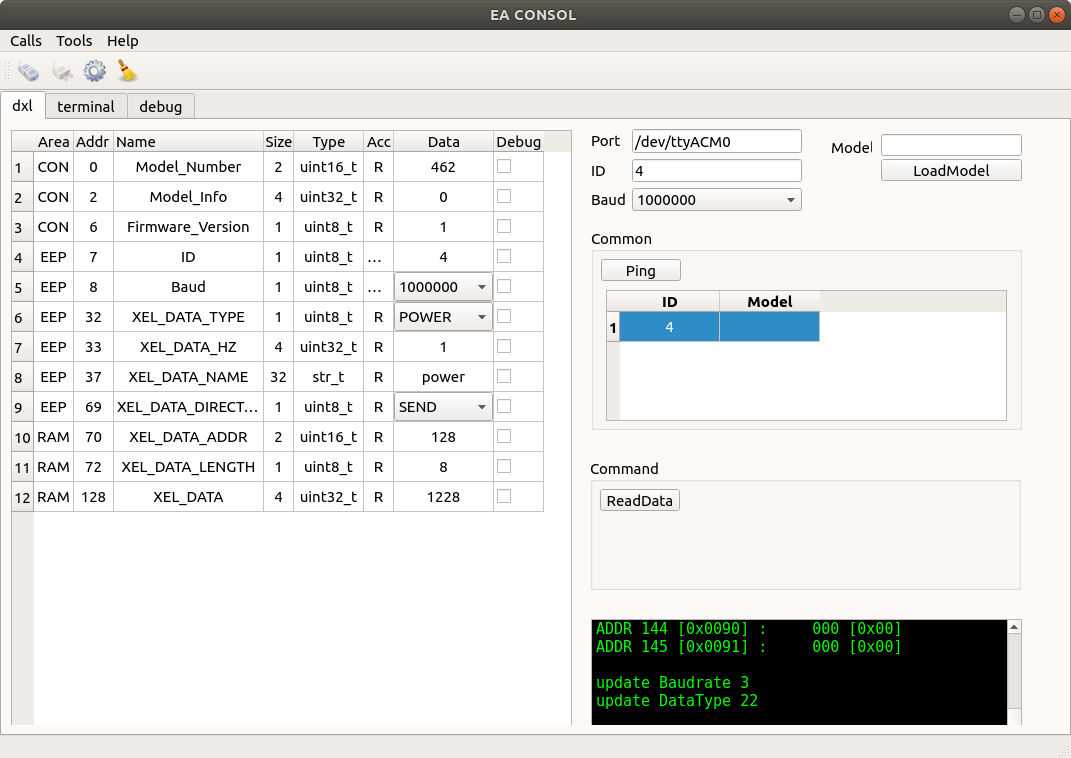 EA CONSOL
Calls Tools Help
dxl terminal debug
Area Addr Name Size Type Acc Data Debug
1 CON 0 Model_Number 2 uint16_t R 462
2 CON 2 Model_Info 4 uint32_t R 0
3 CON 6 Firmware_Version 1 uint8_t R 1
4 EEP 7 ID 1 uint8_t ... 4
5 EEP 8 Baud 1 uint8_t ... 1000000
6 EEP 32 XEL_DATA_TYPE 1 uint8_t R POWER
7 EEP 33 XEL_DATA_HZ 4 uint32_t R 1
8 EEP 37 XEL_DATA_NAME 32 str_t R power
9 EEP 69 XEL_DATA_DIRECT... 1 uint8_t R SEND
10 RAM 70 XEL_DATA_ADDR 2 uint16_t R 128
11 RAM 72 XEL_DATA_LENGTH 1 uint8_t R 8
12 RAM 128 XEL_DATA 4 uint32_t R 1228
Port /dev/ttyACM0
ID 4
Baud 1000000
Model
LoadModel
Common
Ping
ID Model
1 4
Command
ReadData
ADDR 144 [0x0090] : 000 [0x00]
ADDR 145 [0x0091] : 000 [0x00]
update Baudrate 3
update DataType 22